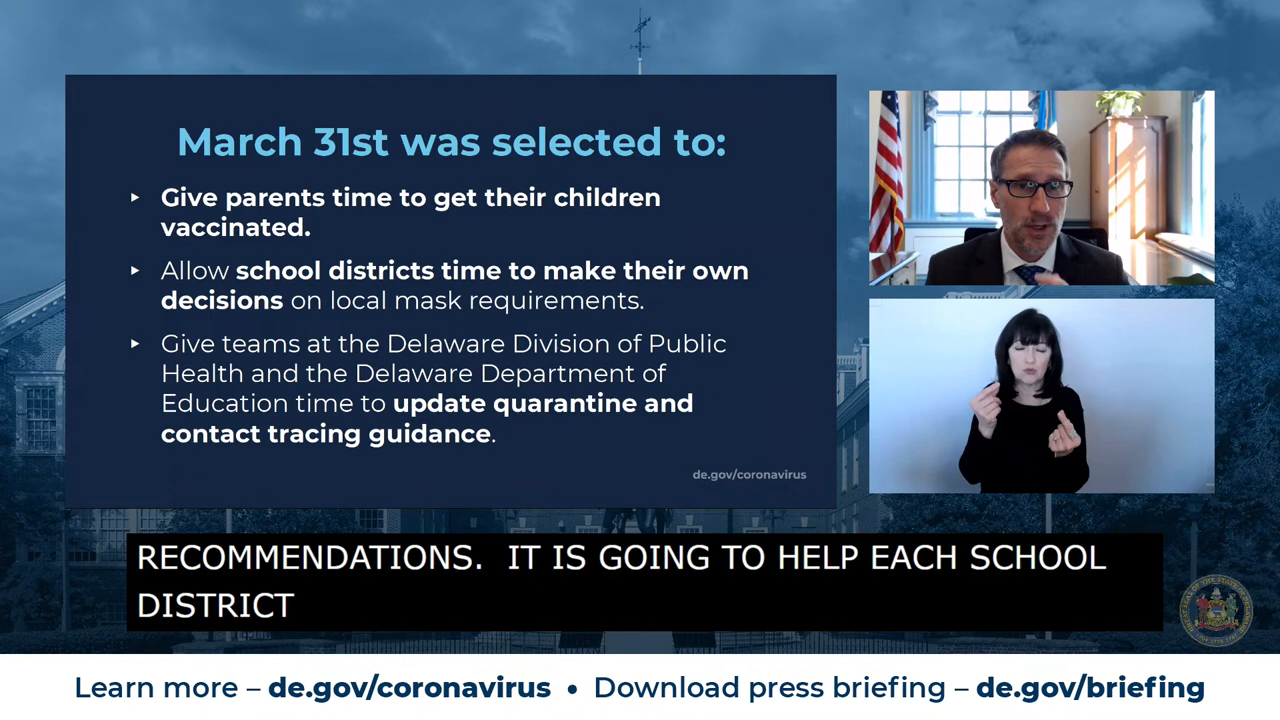 March 31st was selected to:
‣ Give parents time to get their children
vaccinated.
‣ Allow school districts time to make their own
decisions on local mask requirements.
‣ Give teams at the Delaware Division of Public
Health and the Delaware Department of
Education time to update quarantine and
contact tracing guidance.
de.gov/coronavirus
RECOMMENDATIONS.  IT IS GOING TO HELP EACH SCHOOL
DISTRICT
Learn more – de.gov/coronavirus • Download press briefing – de.gov/briefing